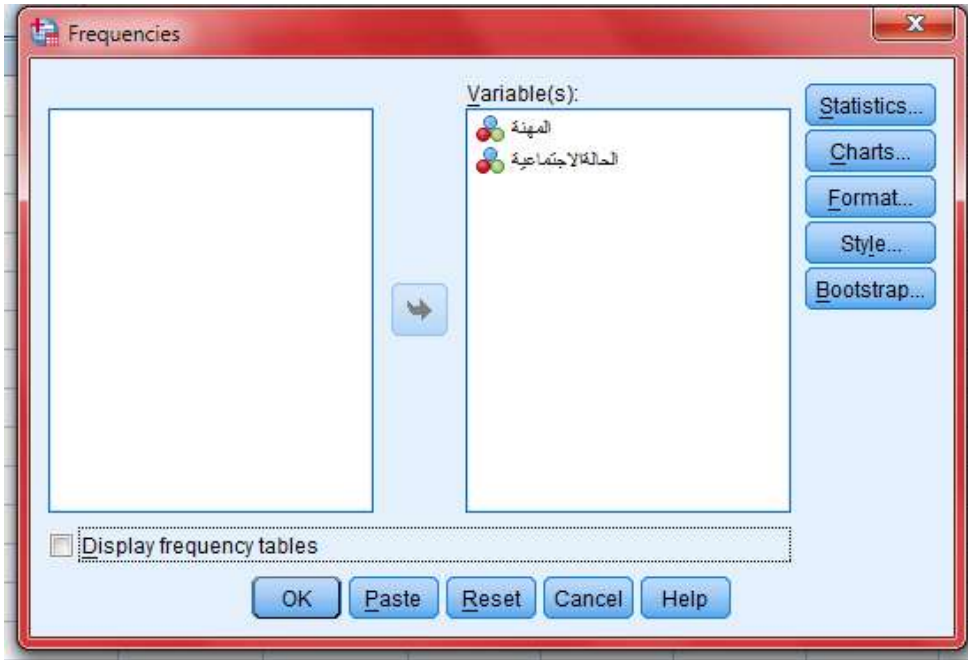 Frequencies
Variable(s):
المهنة
الحالةالاجتماعية
Statistics...
Charts...
Format...
Style...
Bootstrap...
Display frequency tables
OK Paste Reset Cancel Help